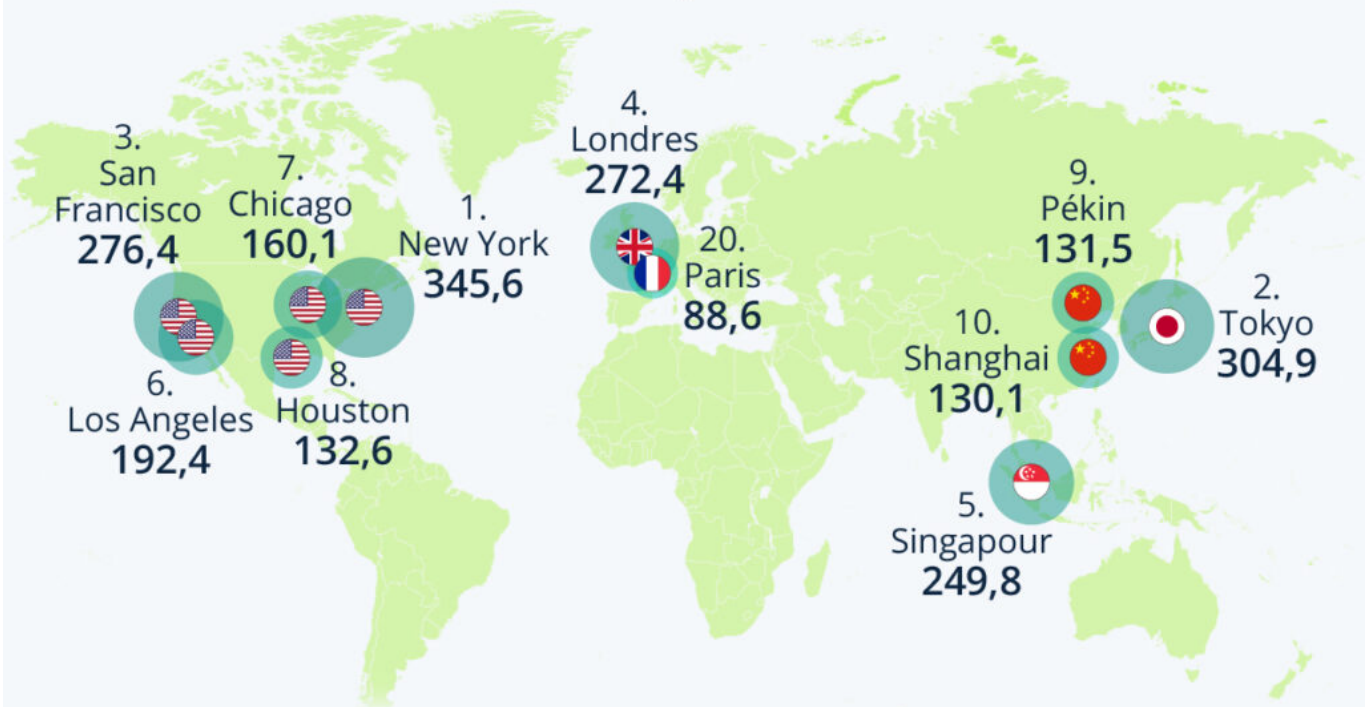 3.
San
Francisco
276,4
7.
Chicago
160,1
1.
New York
345,6
4.
Londres
272,4
20.
Paris
88,6
9.
Pékin
131,5
2.
Tokyo
304,9
10.
Shanghai
130,1
6.
Los Angeles
192,4
8.
Houston
132,6
5.
Singapour
249,8